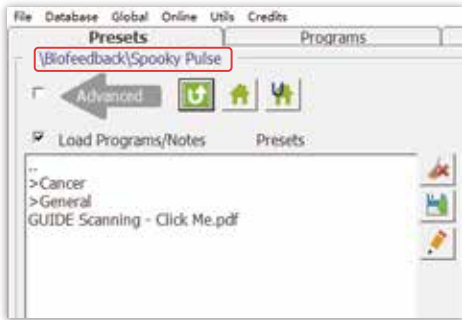 File Database Global Online Utils Credits
Presets Programs
\Biofeedback\Spooky Pulse
Advanced
Load Programs/Notes Presets
..
>Cancer
>General
GUIDE Scanning - Click Me.pdf